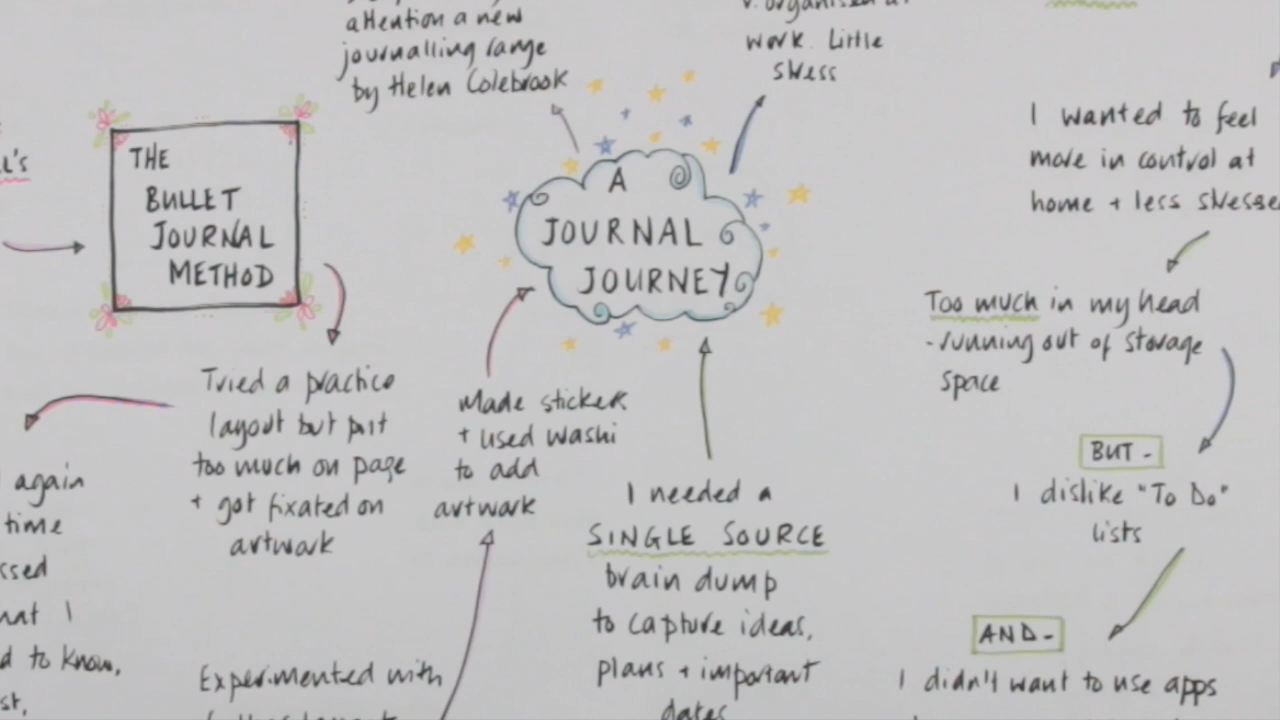 attention a new
journalling range
by Helen Colebrook
work. Little
stress
THE
BULLET
JOURNAL
METHOD
A
JOURNAL
JOURNEY
I wanted to feel
more in control at
home + less
Too much in my head
- running out of storage
space
BUT -
I dislike "To Do"
lists
AND -
I didn't want to use apps
Tried a practice
layout but put
too much on page
+ got fixated on
artwork
Made stickers
+ used washi
to add
artwork
I needed a
SINGLE SOURCE
brain dump
to capture ideas,
plans + important
dates
Experimented with
again
time
I
to know,